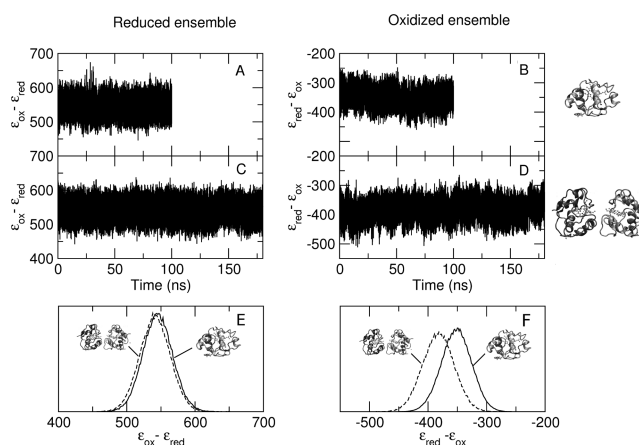 Reduced ensemble
Oxidized ensemble
700
600
500
700
ε_ox - ε_red
A
-200
-300
-400
-200
ε_red - ε_ox
B
600
500
400
ε_ox - ε_red
C
0 50 100 150
Time (ns)
-300
-400
-500
ε_red - ε_ox
D
0 50 100 150
Time (ns)
E
400 500 600 700
ε_ox - ε_red
F
-500 -400 -300 -200
ε_red - ε_ox